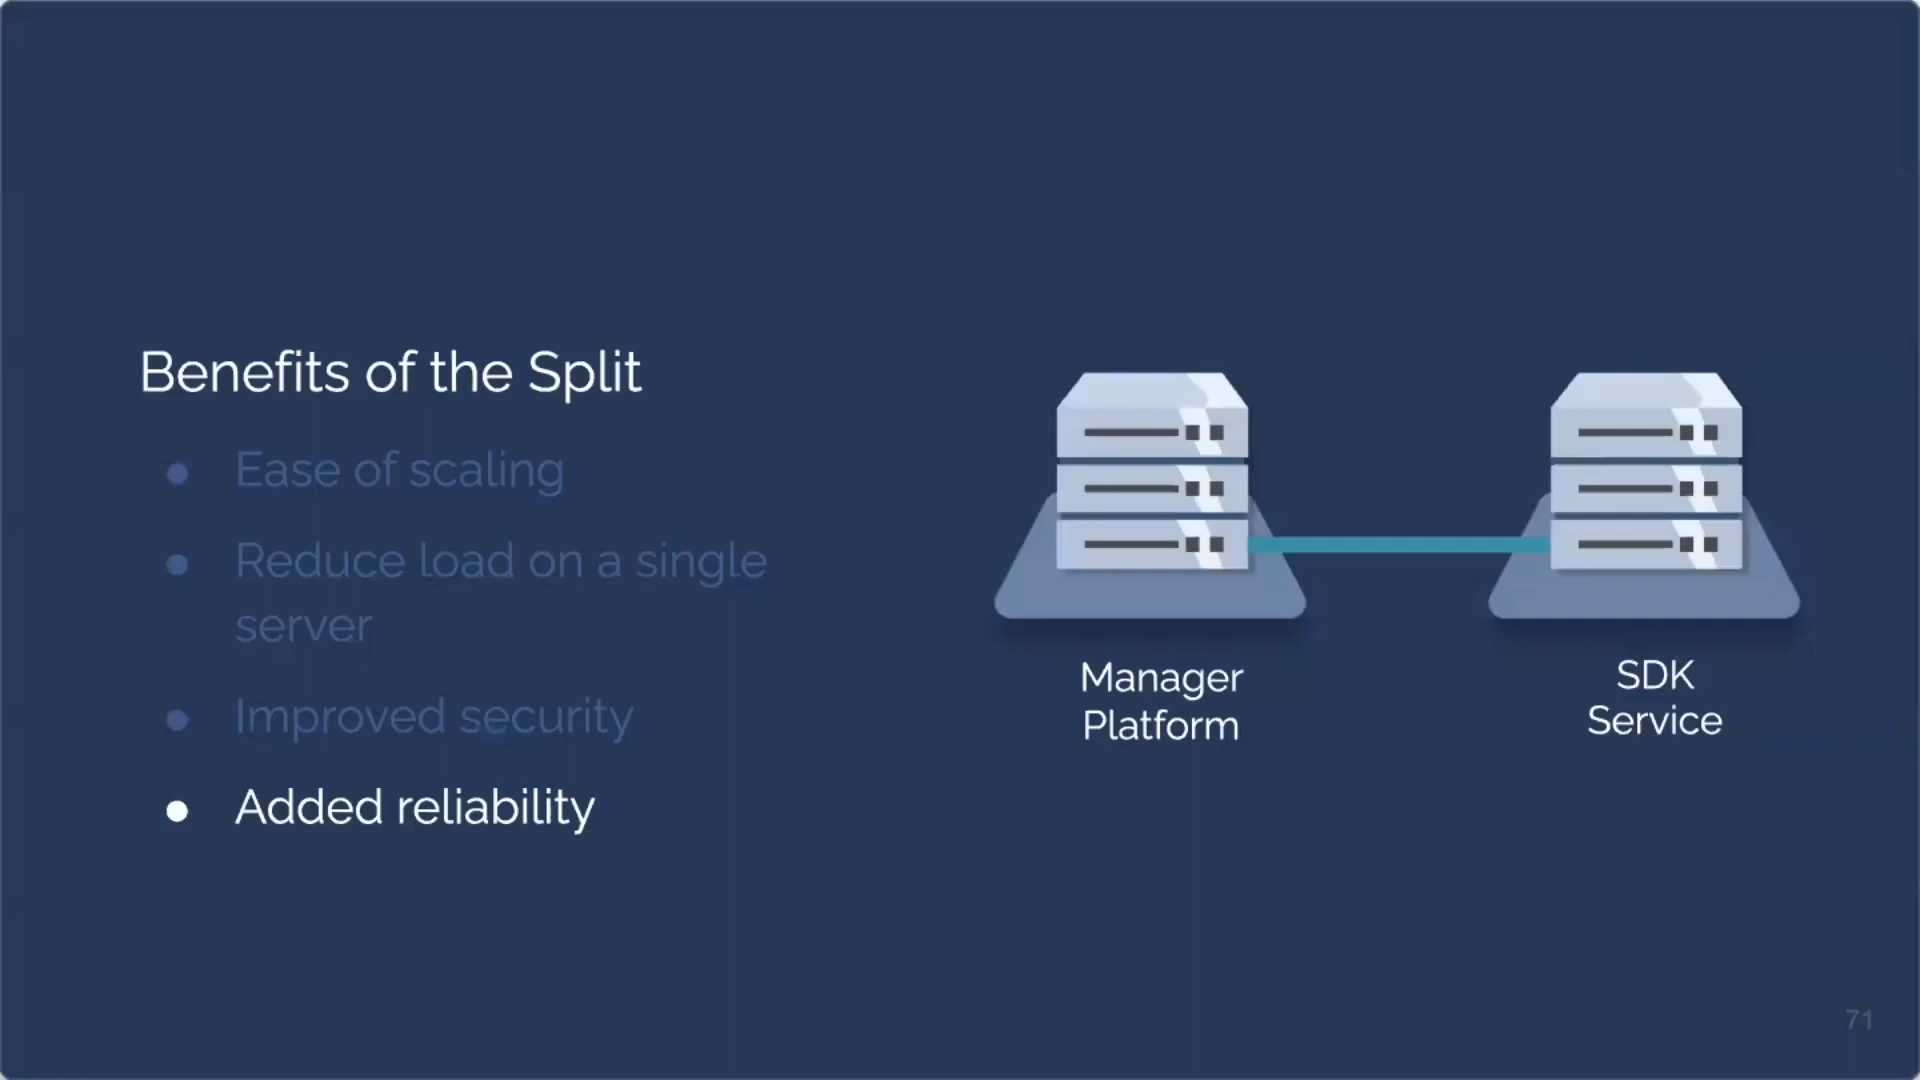 Benefits of the Split
● Ease of scaling
● Reduce load on a single
server
● Improved security
● Added reliability
Manager
Platform
SDK
Service
71